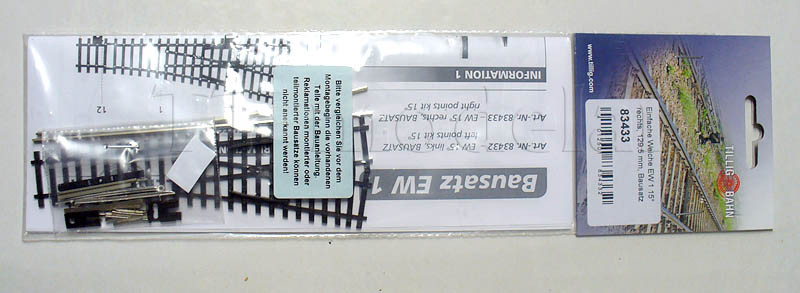 INFORMATION 1
Bausatz EW 1
Art.-Nr. 83432 – EW 15° links, BAUSATZ
left points kit 15°
Art.-Nr. 83433 – EW 15° rechts, BAUSATZ
right points kit 15°
12
1
Bitte vergleichen Sie vor dem
Montagebeginn die vorhandenen
Teile mit der Bauanleitung.
Reklamationen montierter oder
teilmontierter Bausätze können
nicht anerkannt werden!
www.tillig.com
TILLIG BAHN
83433
Einfache Weiche EW 1 15°
rechts, 129,5 mm, Bausatz